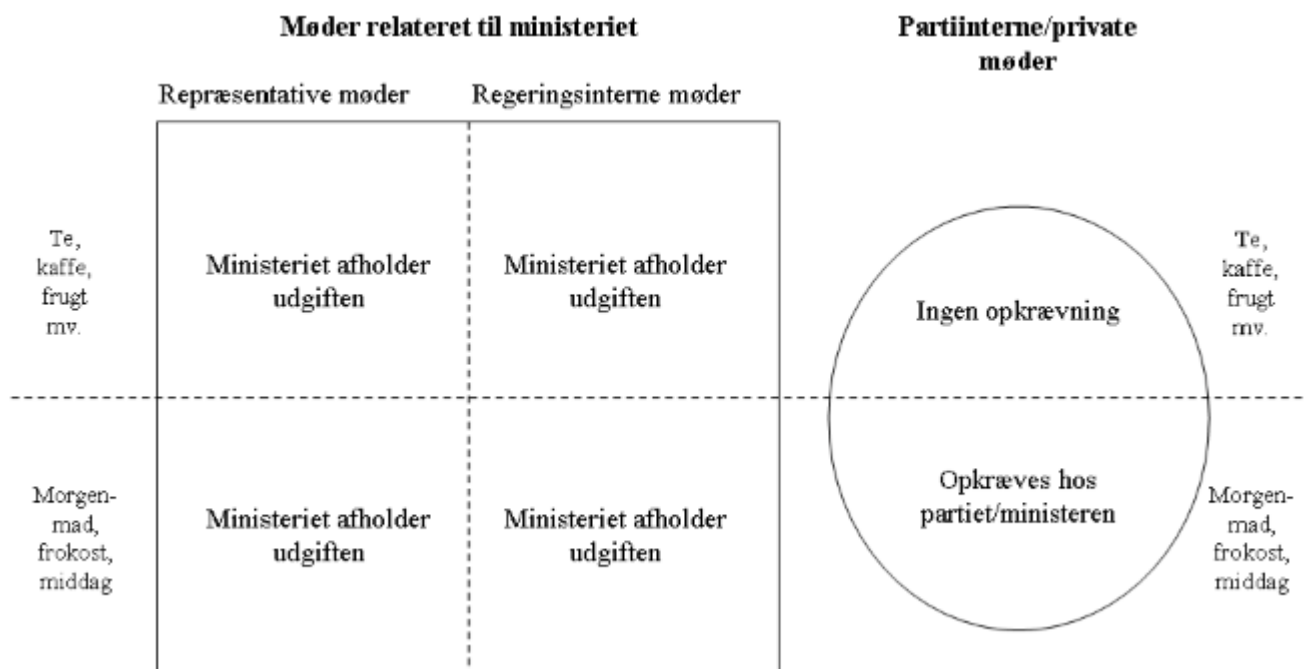 Møder relateret til ministeriet
Partiinterne/private
møder
Repræsentative møder
Regeringsinterne møder
Te,
kaffe,
frugt
mv.
Ministeriet afholder
udgiften
Ministeriet afholder
udgiften
Ingen opkrævning
Te,
kaffe,
frugt
mv.
Morgen-
mad,
frokost,
middag
Ministeriet afholder
udgiften
Ministeriet afholder
udgiften
Opkræves hos
partiet/ministeren
Morgen-
mad,
frokost,
middag